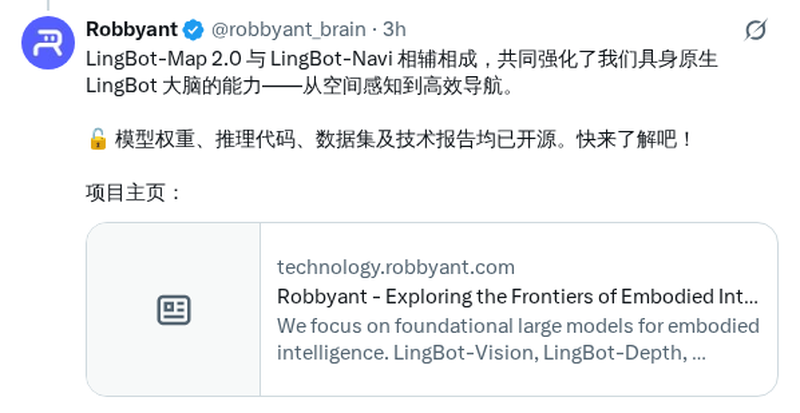 Robbyant @robbyant_brain · 3h
LingBot-Map 2.0 与 LingBot-Navi 相辅相成，共同强化了我们具身原生
LingBot 大脑的能力——从空间感知到高效导航。
🔓 模型权重、推理代码、数据集及技术报告均已开源。快来了解吧！
项目主页：
technology.robbyant.com
Robbyant - Exploring the Frontiers of Embodied Int...
We focus on foundational large models for embodied
intelligence. LingBot-Vision, LingBot-Depth, ...